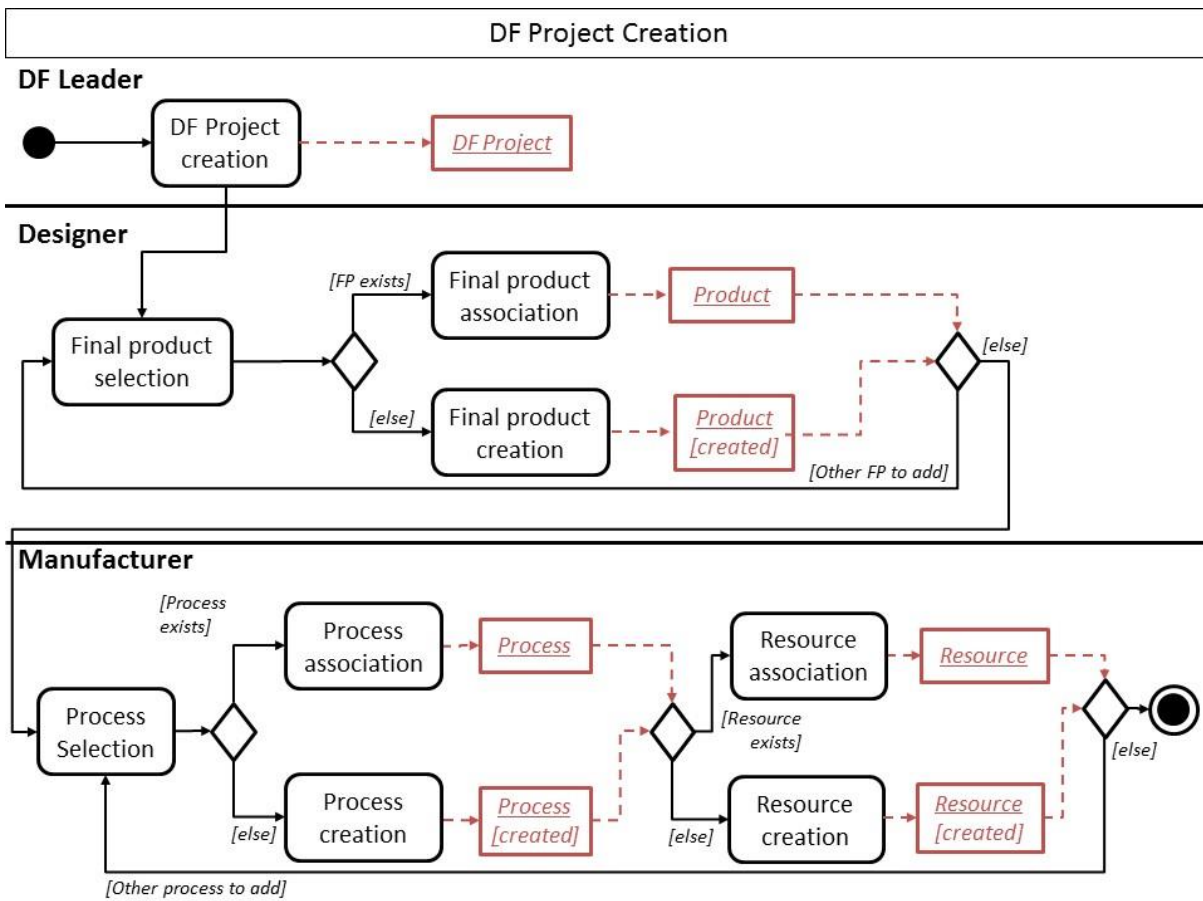 DF Project Creation
DF Leader
DF Project
creation
DF Project
Designer
[FP exists]
Final product
association
Product
Final product
selection
[else]
[else]
Final product
creation
Product
[created]
[Other FP to add]
Manufacturer
[Process
exists]
Process
association
Process
Resource
association
Resource
Process
Selection
[Resource
exists]
[else]
[else]
Process
creation
Process
[created]
[else]
Resource
creation
Resource
[created]
[Other process to add]